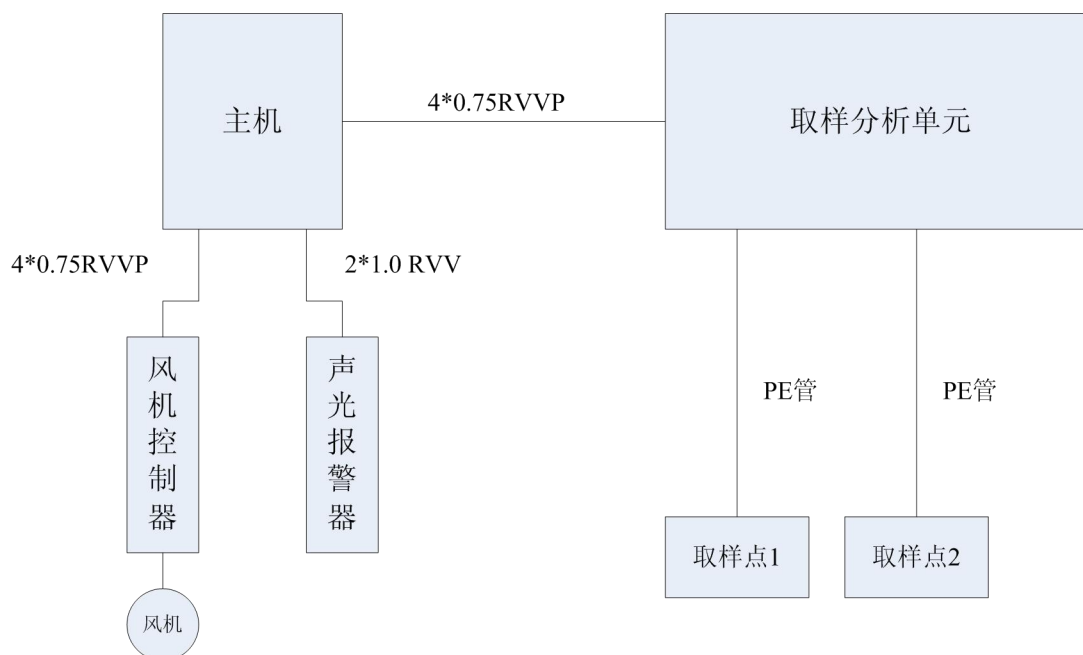 主机
4*0.75RVVP
取样分析单元
4*0.75RVVP
2*1.0 RVV
风机控制器
声光报警器
PE管
PE管
取样点1
取样点2
风机